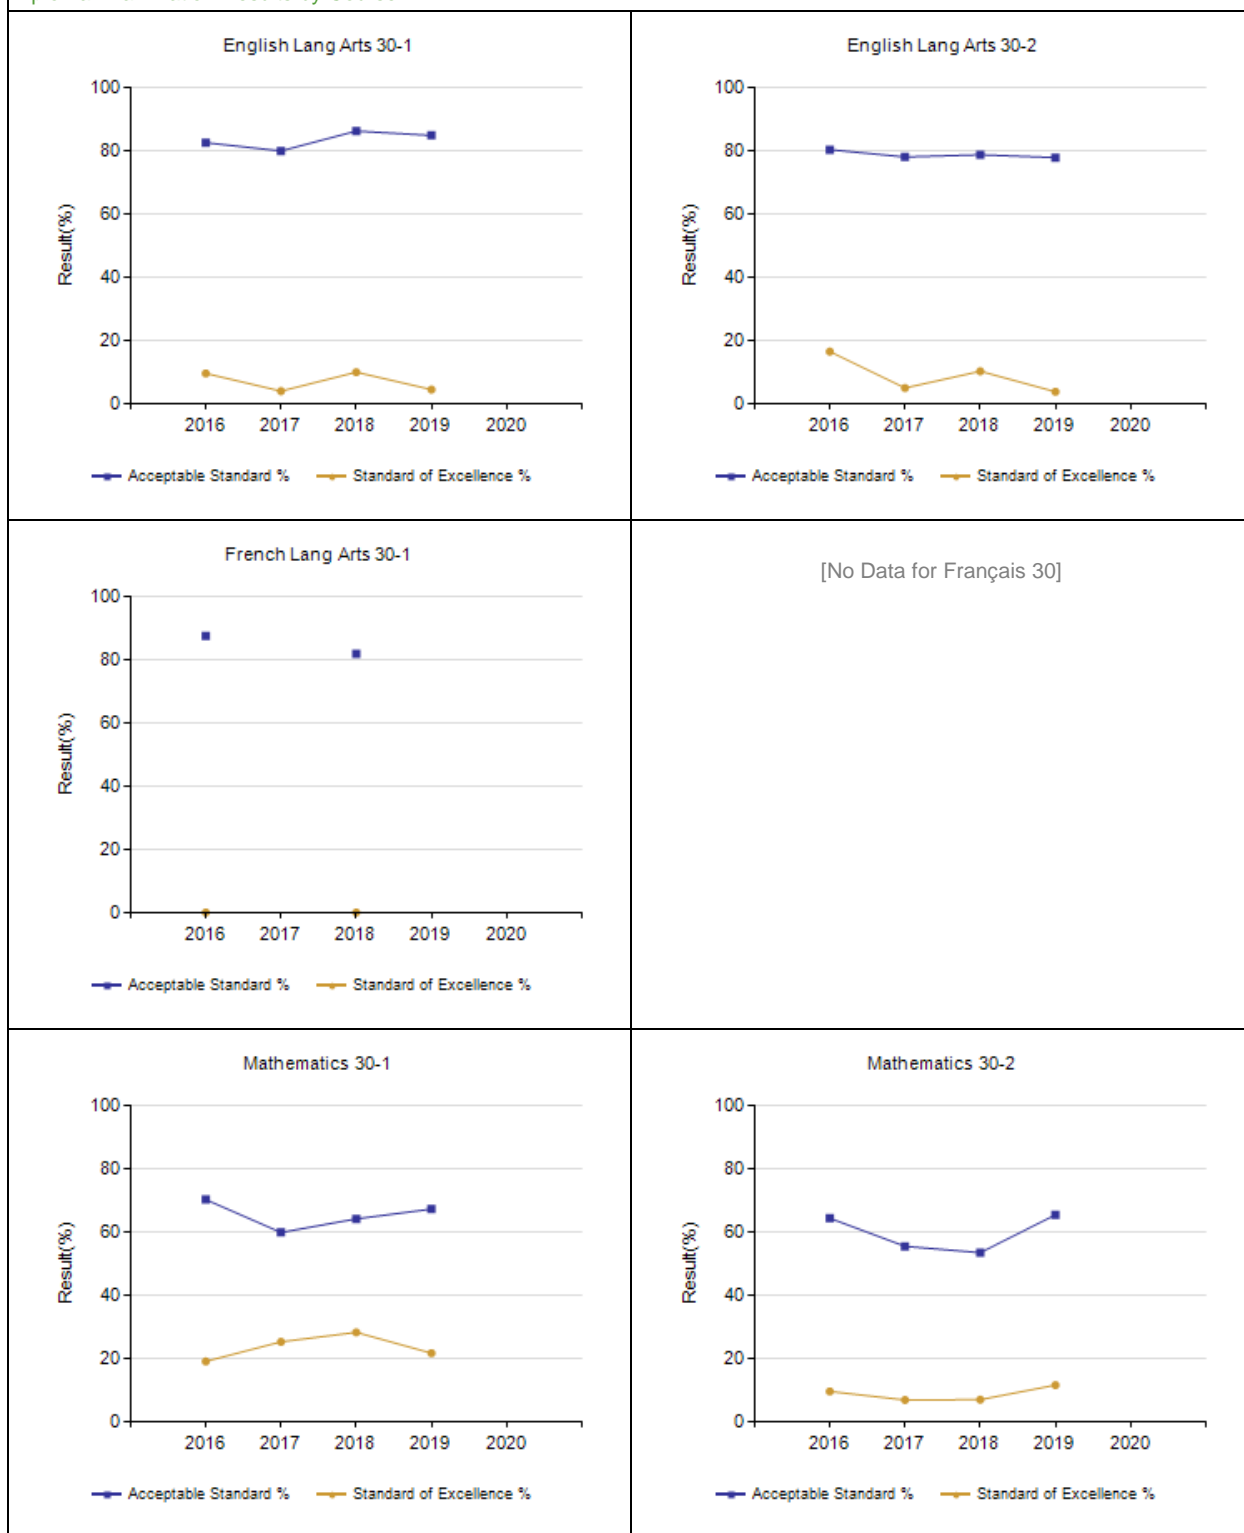 English Lang Arts 30-1
100
80
60
40
20
0
Result(%)
2016 2017 2018 2019 2020
Acceptable Standard % Standard of Excellence %
English Lang Arts 30-2
100
80
60
40
20
0
Result(%)
2016 2017 2018 2019 2020
Acceptable Standard % Standard of Excellence %
French Lang Arts 30-1
100
80
60
40
20
0
Result(%)
2016 2017 2018 2019 2020
Acceptable Standard % Standard of Excellence %
[No Data for Français 30]
Mathematics 30-1
100
80
60
40
20
0
Result(%)
2016 2017 2018 2019 2020
Acceptable Standard % Standard of Excellence %
Mathematics 30-2
100
80
60
40
20
0
Result(%)
2016 2017 2018 2019 2020
Acceptable Standard % Standard of Excellence %